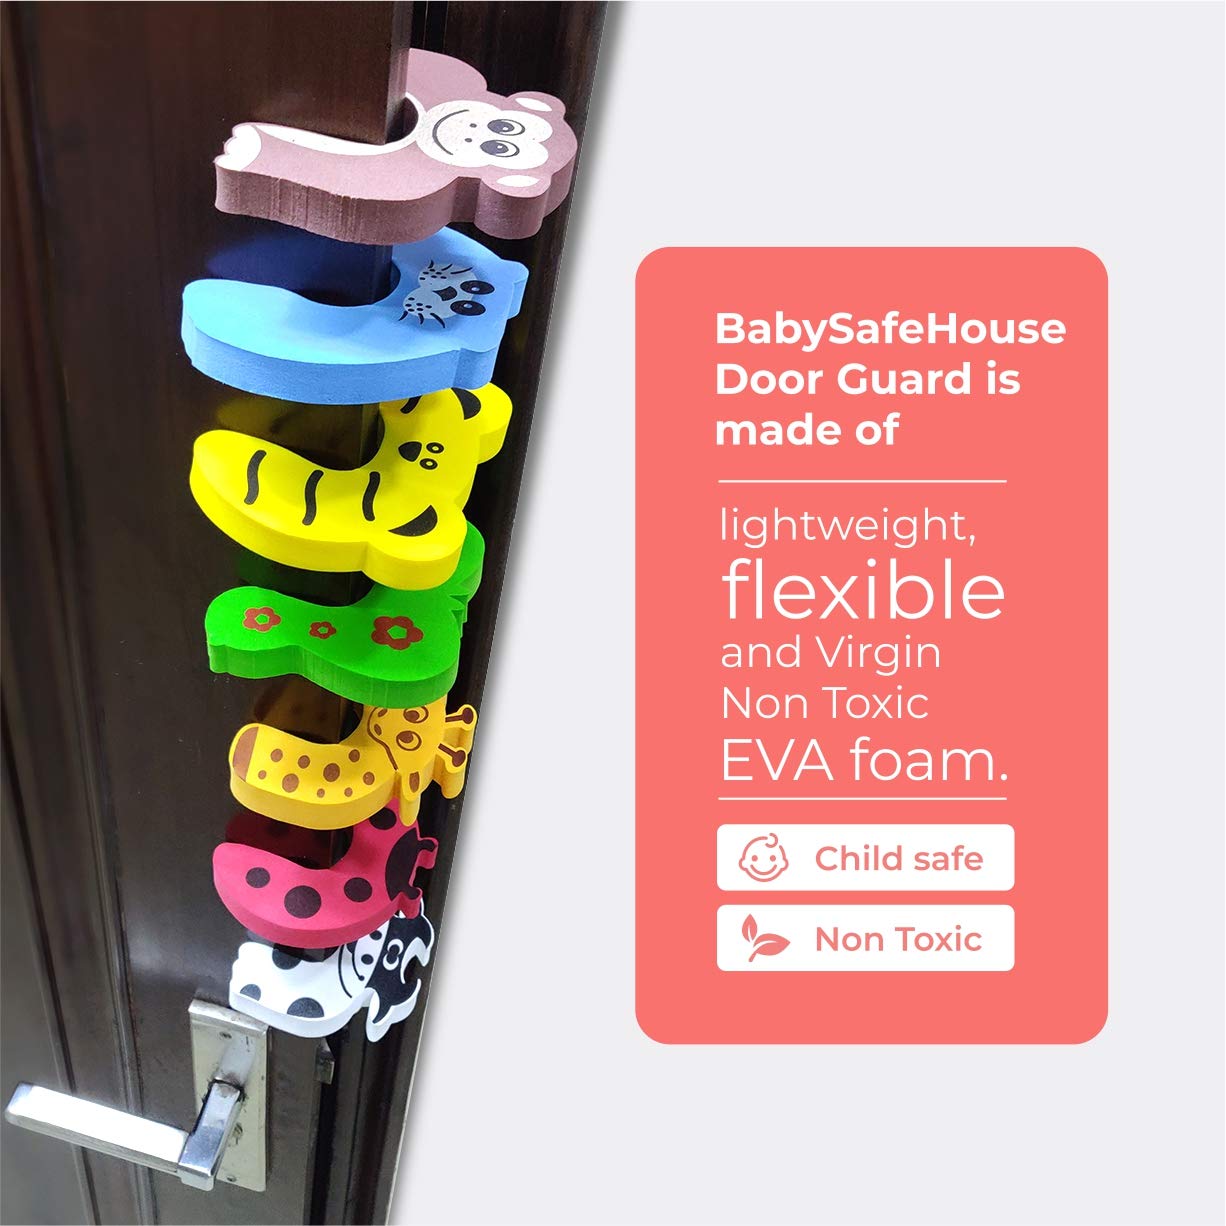 BabySafeHouse
Door Guard is
made of
lightweight,
flexible
and Virgin
Non Toxic
EVA foam.
Child safe
Non Toxic